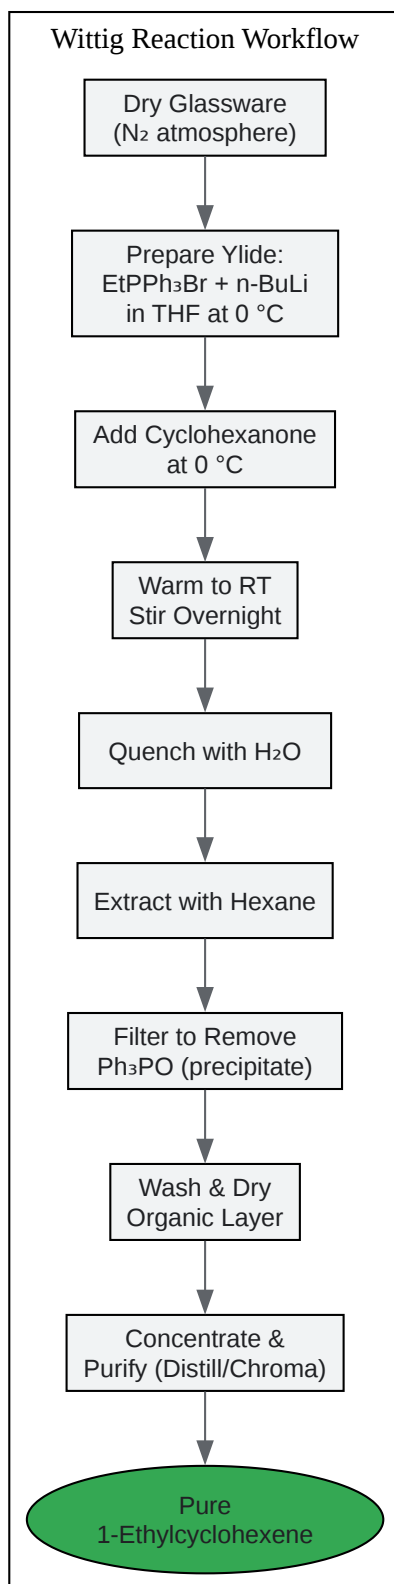 Wittig Reaction Workflow
Dry Glassware
(N₂ atmosphere)
Prepare Ylide:
EtPPh₃Br + n-BuLi
in THF at 0 °C
Add Cyclohexanone
at 0 °C
Warm to RT
Stir Overnight
Quench with H₂O
Extract with Hexane
Filter to Remove
Ph₃PO (precipitate)
Wash & Dry
Organic Layer
Concentrate &
Purify (Distill/Chroma)
Pure
1-Ethylcyclohexene